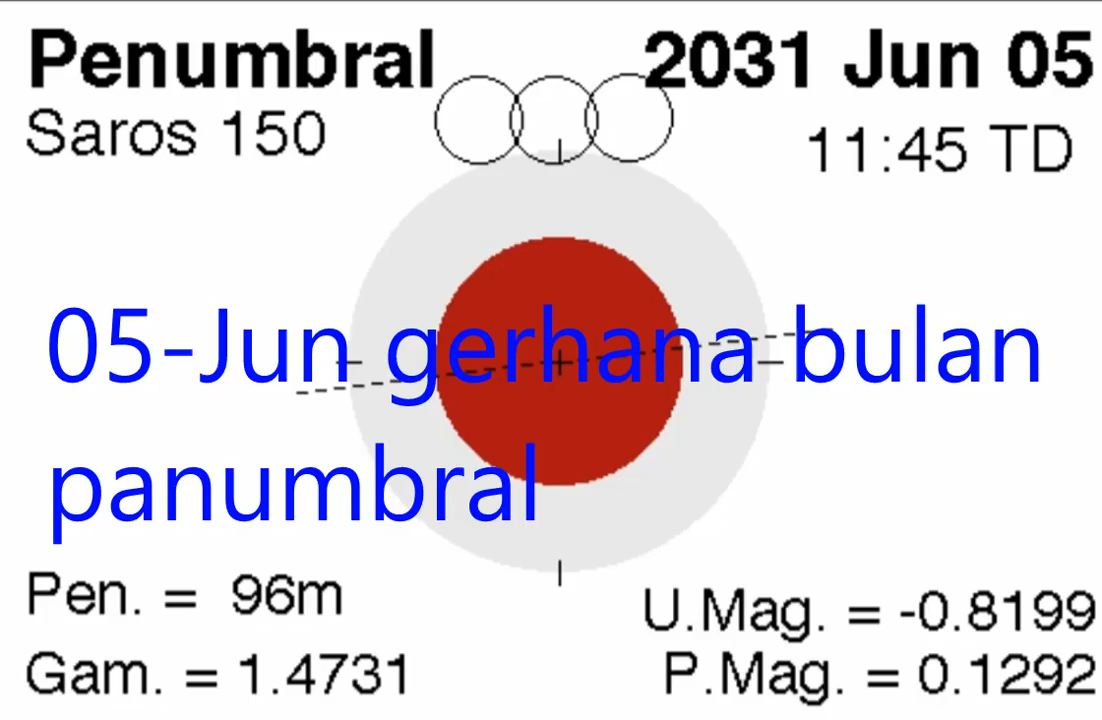 Penumbral
2031 Jun 05
Saros 150
11:45 TD
05-Jun gerhana bulan
panumbral
Pen. = 96m
U.Mag. = -0.8199
Gam. = 1.4731
P.Mag. = 0.1292